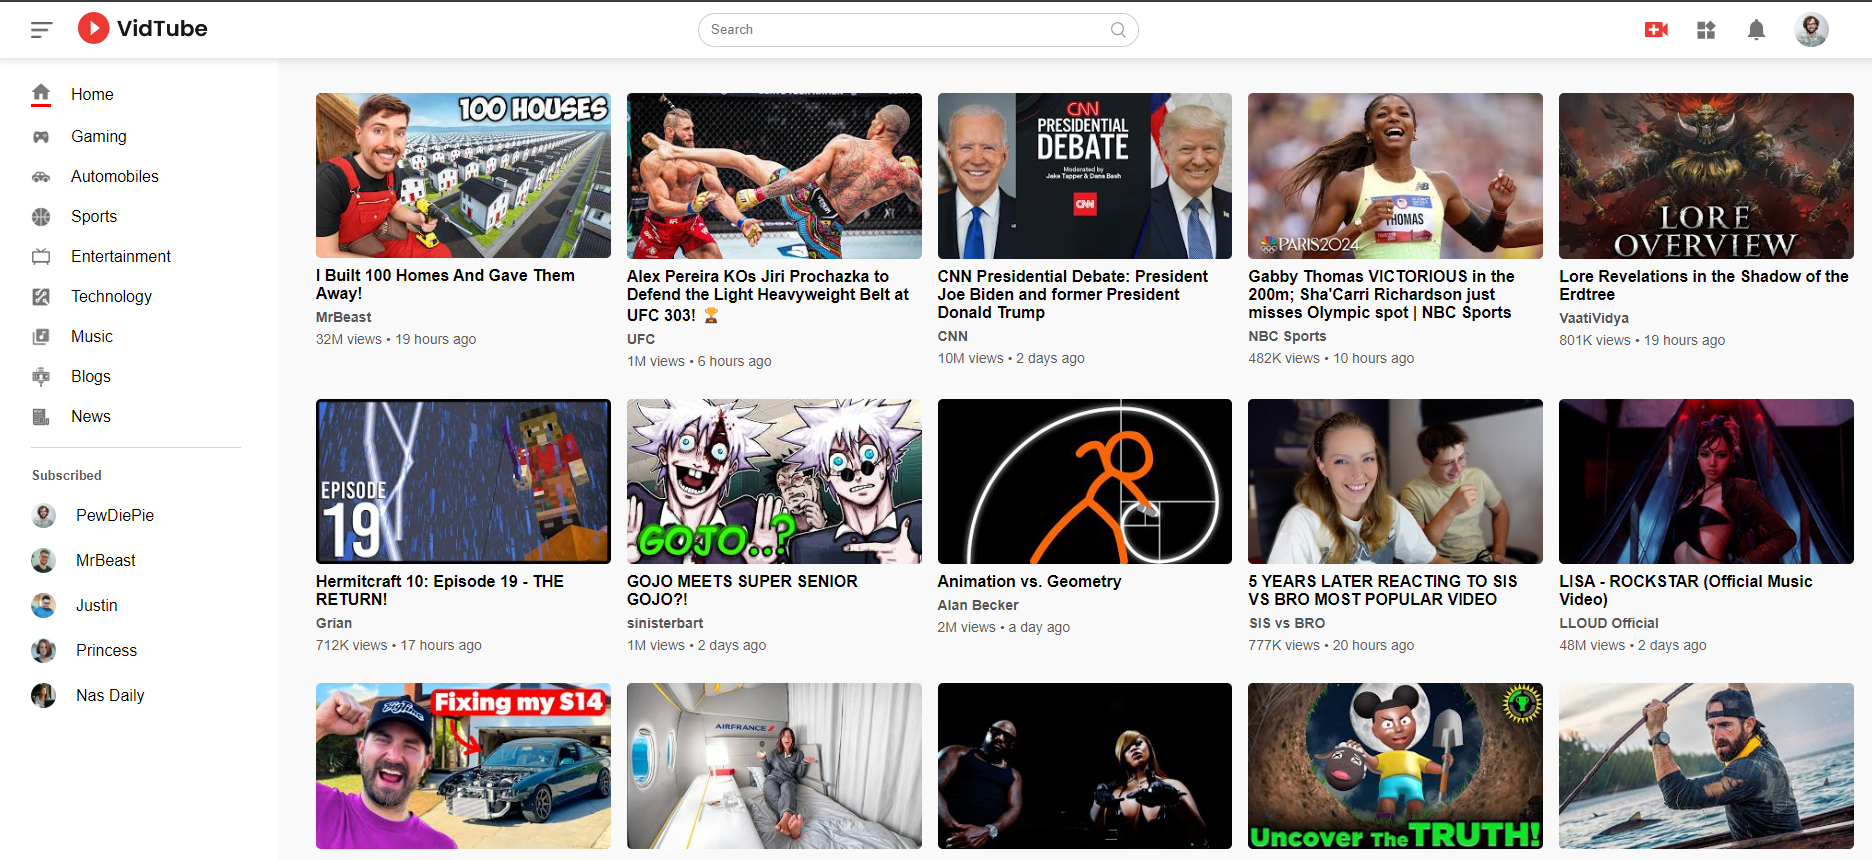 VidTube
Search
Home
Gaming
Automobiles
Sports
Entertainment
Technology
Music
Blogs
News
Subscribed
PewDiePie
MrBeast
Justin
Princess
Nas Daily
100 HOUSES
I Built 100 Homes And Gave Them
Away!
MrBeast
32M views • 19 hours ago
Alex Pereira KOs Jiri Prochazka to
Defend the Light Heavyweight Belt at
UFC 303! 🏆
UFC
1M views • 6 hours ago
CNN
PRESIDENTIAL
DEBATE
Moderated by
Jake Tapper & Dana Bash
CNN
CNN Presidential Debate: President
Joe Biden and former President
Donald Trump
CNN
10M views • 2 days ago
THOMAS
PARIS2024
Gabby Thomas VICTORIOUS in the
200m; Sha'Carri Richardson just
misses Olympic spot | NBC Sports
NBC Sports
482K views • 10 hours ago
LORE
OVERVIEW
Lore Revelations in the Shadow of the
Erdtree
VaatiVidya
801K views • 19 hours ago
EPISODE
19
Hermitcraft 10: Episode 19 - THE
RETURN!
Grian
712K views • 17 hours ago
GOJO..?
GOJO MEETS SUPER SENIOR
GOJO?!
sinisterbart
1M views • 2 days ago
Animation vs. Geometry
Alan Becker
2M views • a day ago
5 YEARS LATER REACTING TO SIS
VS BRO MOST POPULAR VIDEO
SIS vs BRO
777K views • 20 hours ago
LISA - ROCKSTAR (Official Music
Video)
LLOUD Official
48M views • 2 days ago
Fixing my S14
AIRFRANCE
Uncover The TRUTH!